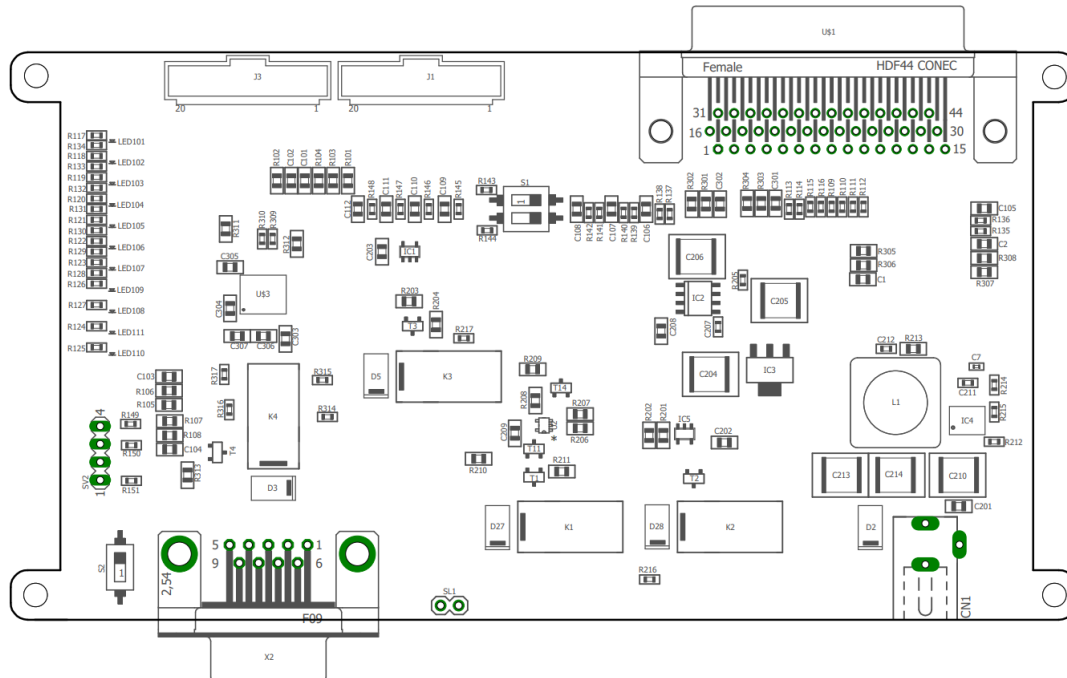 U$1
Female HDF44 CONEC
J3
J1
20 1
20 1
31 44
16 30
1 15
R117
LED101
R134
R118
LED102
R133
R119
LED103
R132
R120
LED104
R131
R121
LED105
R130
R122
LED106
R129
R123
LED107
R128
R126
LED109
R127
LED108
R124
LED111
R125
LED110
R102
C102
C101
R104
R103
R101
C112
R148
C111
R147
C110
R146
C109
R145
R143
S1
1
R144
C108
R142
R141
C107
R140
R139
C106
R138
R137
R302
R301
C302
R304
R303
C301
R113
R114
R115
R116
R109
R110
R111
R112
C105
R136
R135
C2
R308
R307
R311
R310
R309
R312
C305
U$3
C304
C307
C306
C303
C203
IC1
R203
R204
T3
R217
C206
R205
IC2
C205
C208
C207
C204
IC3
R305
R306
C1
C212
R213
C7
C211
R214
L1
R215
IC4
R212
C103
R106
R105
R107
R108
C104
R317
R316
R315
R314
K4
T4
R313
D3
D5
K3
R209
R208
T14
R207
R206
U2
*
C209
T11
R210
T1
R211
R202
R201
IC5
C202
T2
C213
C214
C210
C201
4
R149
R150
SV2
1
R151
S2
1
D27
K1
D28
K2
D2
5 1
9 6
2,54
F09
X2
SL1
R216
CN1